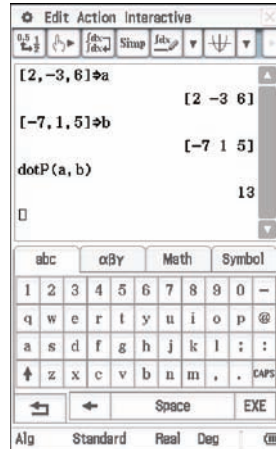 Edit Action Interactive
Simp
[2,-3,6]⇒a
[2 -3 6]
[-7,1,5]⇒b
[-7 1 5]
dotP(a,b)
13
abc αβγ Math Symbol
1 2 3 4 5 6 7 8 9 0 -
q w e r t y u i o p @
a s d f g h j k l ; :
z x c v b n m , . CAPS
Space EXE
Alg Standard Real Deg